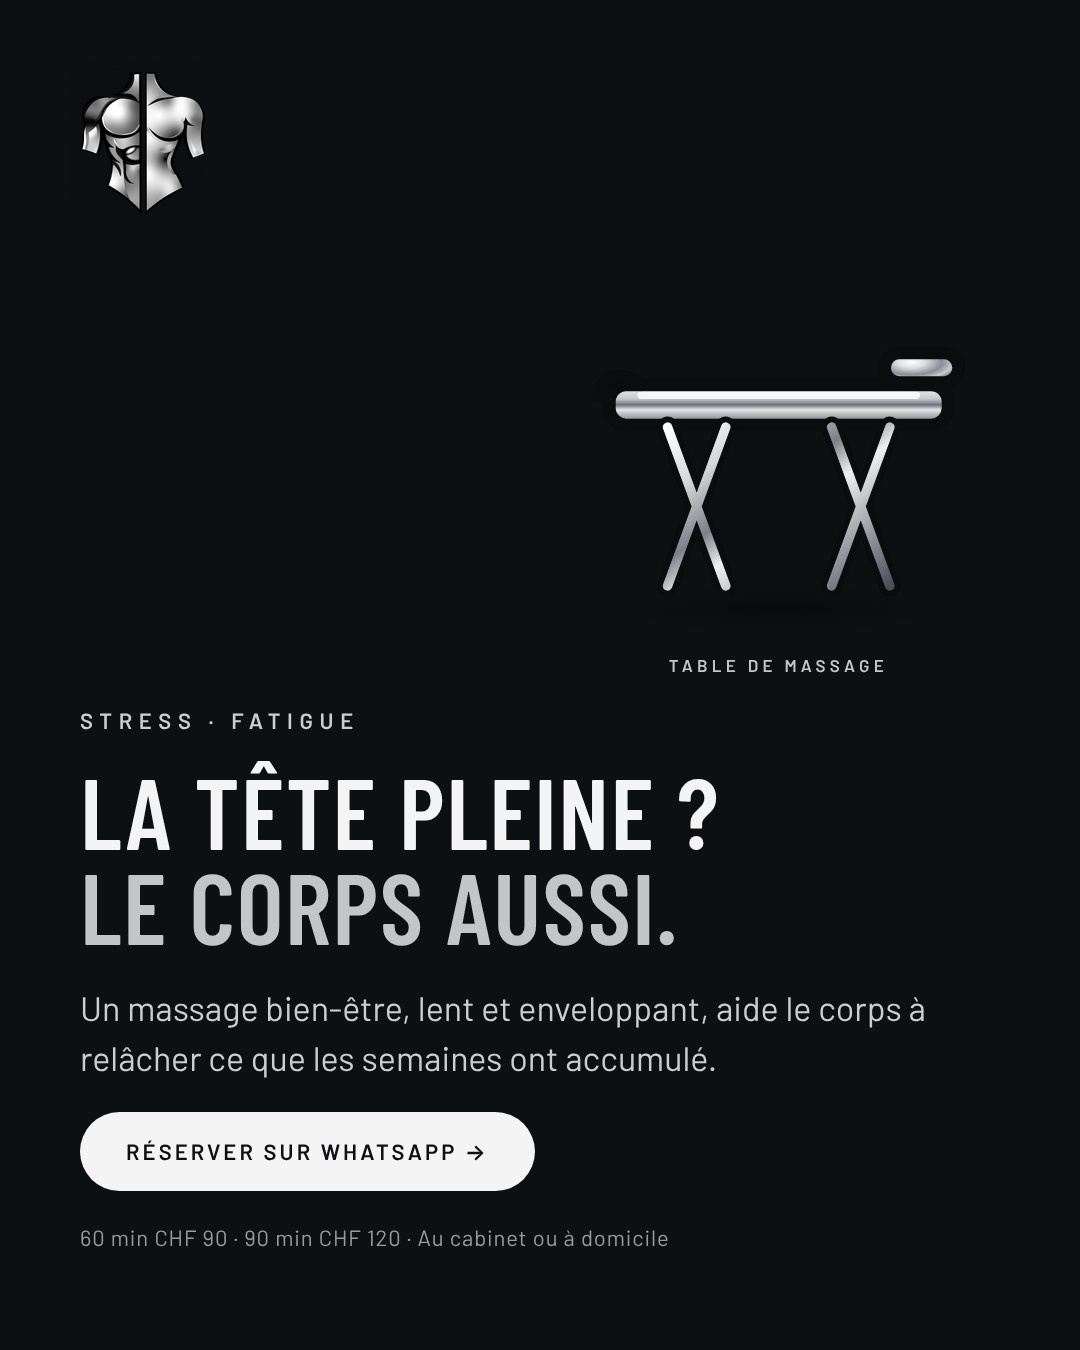 TABLE DE MASSAGE
STRESS · FATIGUE
LA TÊTE PLEINE ?
LE CORPS AUSSI.
Un massage bien-être, lent et enveloppant, aide le corps à
relâcher ce que les semaines ont accumulé.
RÉSERVER SUR WHATSAPP →
60 min CHF 90 · 90 min CHF 120 · Au cabinet ou à domicile